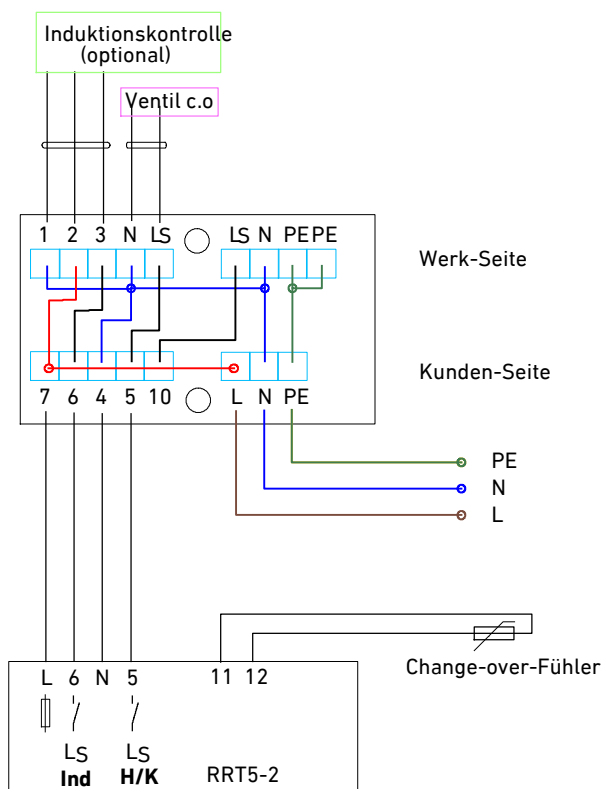 Induktionskontrolle
(optional)
Ventil c.o
1 2 3 N LS LS N PE PE
Werk-Seite
Kunden-Seite
7 6 4 5 10 L N PE
PE
N
L
Change-over-Fühler
L 6 N 5 11 12
LS LS
Ind H/K RRT5-2